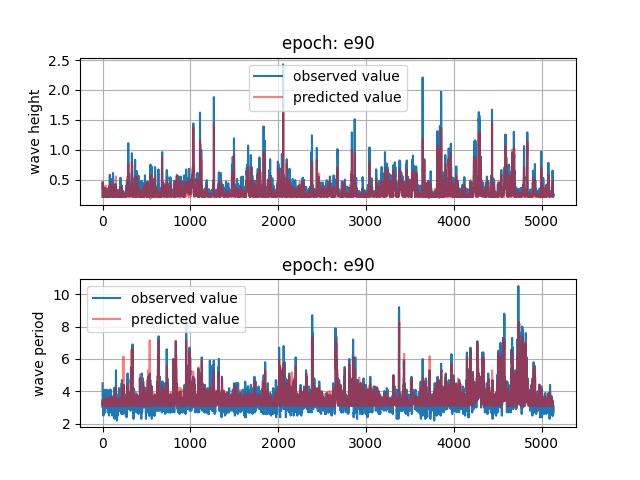 epoch: e90
2.5
2.0
1.5
1.0
0.5
wave height
observed value
predicted value
0 1000 2000 3000 4000 5000
epoch: e90
10
8
6
4
2
wave period
observed value
predicted value
0 1000 2000 3000 4000 5000